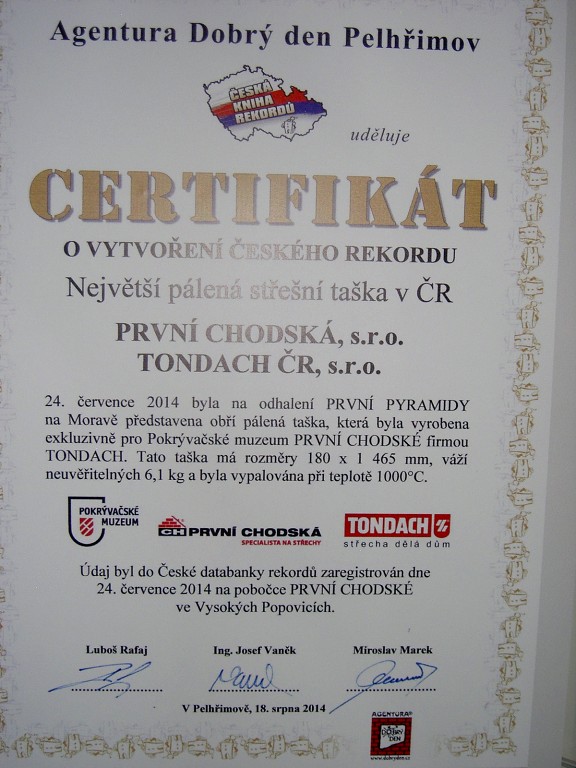 Agentura Dobrý den Pelhřimov
ČESKÁ
KNIHA
REKORDŮ
uděluje
CERTIFIKÁT
O VYTVOŘENÍ ČESKÉHO REKORDU
Největší pálená střešní taška v ČR
PRVNÍ CHODSKÁ, s.r.o.
TONDACH ČR, s.r.o.
24. července 2014 byla na odhalení PRVNÍ PYRAMIDY
na Moravě představena obří pálená taška, která byla vyrobena
exkluzivně pro Pokrývačské muzeum PRVNÍ CHODSKÉ firmou
TONDACH. Tato taška má rozměry 180 x 1 465 mm, váží
neuvěřitelných 6,1 kg a byla vypalována při teplotě 1000°C.
POKRÝVAČSKÉ
MUZEUM
CH PRVNÍ CHODSKÁ
SPECIALISTA NA STŘECHY
TONDACH
střecha dělá dům
Údaj byl do České databanky rekordů zaregistrován dne
24. července 2014 na pobočce PRVNÍ CHODSKÉ
ve Vysokých Popovicích.
Luboš Rafaj Ing. Josef Vaněk Miroslav Marek
V Pelhřimově, 18. srpna 2014
AGENTURA
DOBRÝ
DEN
www.dobryden.cz